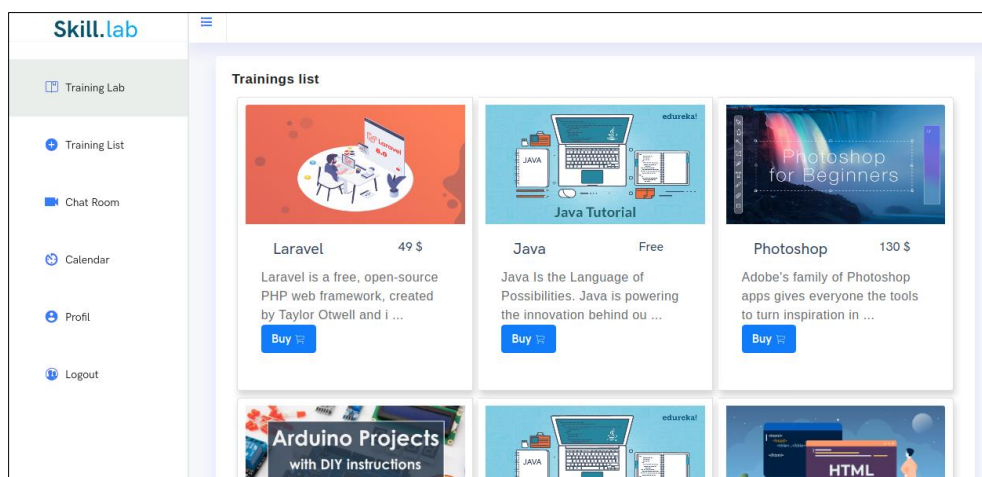 Skill.lab
Training Lab
Training List
Chat Room
Calendar
Profil
Logout
Trainings list
Laravel
8.0
Laravel 49 $
Laravel is a free, open-source
PHP web framework, created
by Taylor Otwell and i ...
Buy
edureka!
JAVA
Java Tutorial
Java Free
Java Is the Language of
Possibilities. Java is powering
the innovation behind ou ...
Buy
Photoshop
for Beginners
Photoshop 130 $
Adobe's family of Photoshop
apps gives everyone the tools
to turn inspiration in ...
Buy
Arduino Projects
with DIY instructions
edureka!
JAVA
HTML